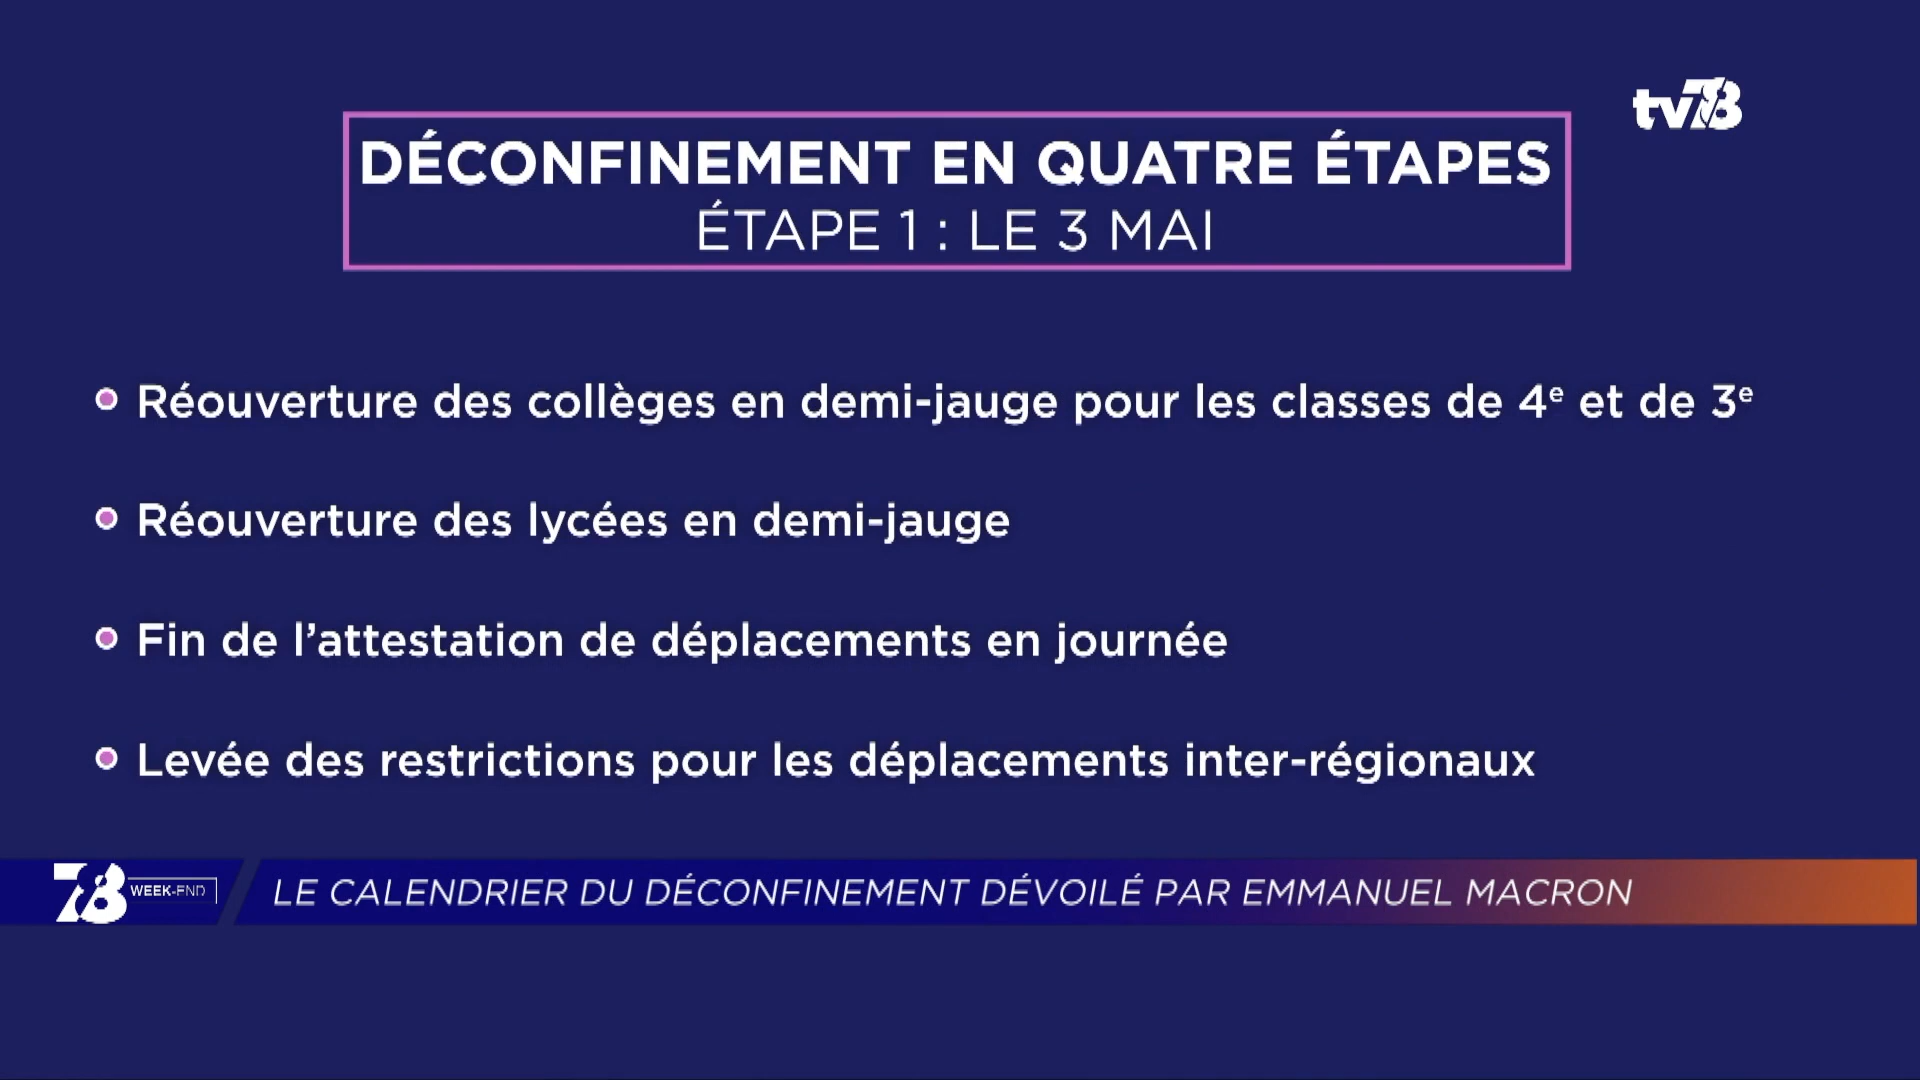 tv78
DÉCONFINEMENT EN QUATRE ÉTAPES
ÉTAPE 1 : LE 3 MAI
Réouverture des collèges en demi-jauge pour les classes de 4e et de 3e
Réouverture des lycées en demi-jauge
Fin de l’attestation de déplacements en journée
Levée des restrictions pour les déplacements inter-régionaux
78 WEEK-END
LE CALENDRIER DU DÉCONFINEMENT DÉVOILÉ PAR EMMANUEL MACRON